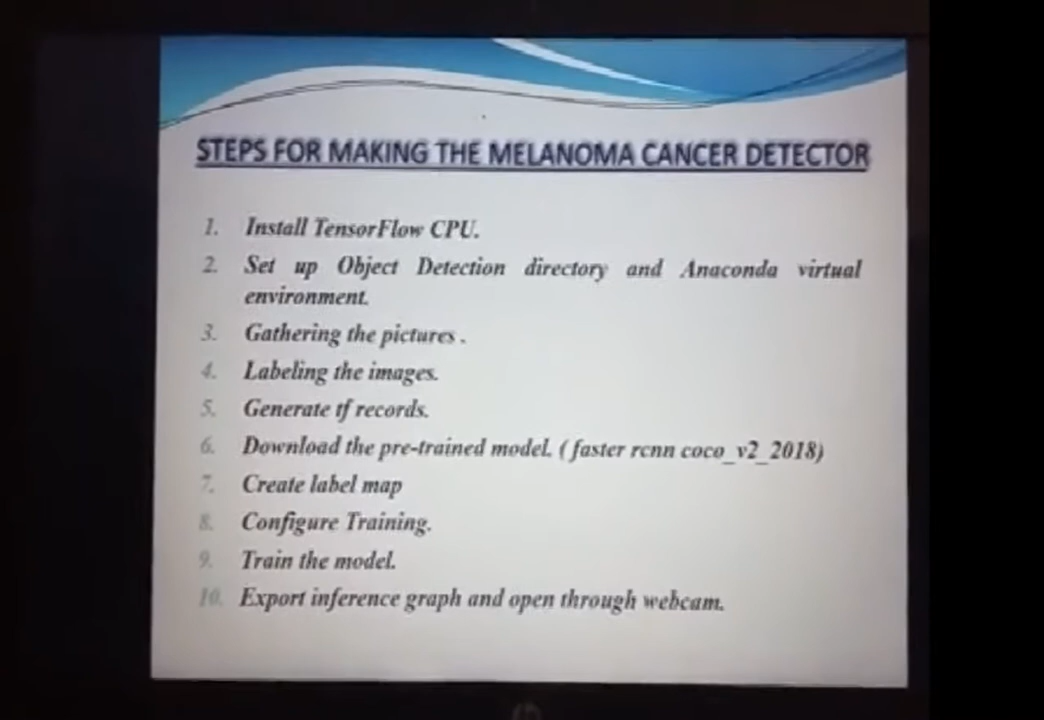 STEPS FOR MAKING THE MELANOMA CANCER DETECTOR
1. Install TensorFlow CPU.
2. Set up Object Detection directory and Anaconda virtual
environment.
3. Gathering the pictures .
4. Labeling the images.
5. Generate tf records.
6. Download the pre-trained model. ( faster rcnn coco_v2_2018)
7. Create label map
8. Configure Training.
9. Train the model.
10. Export inference graph and open through webcam.